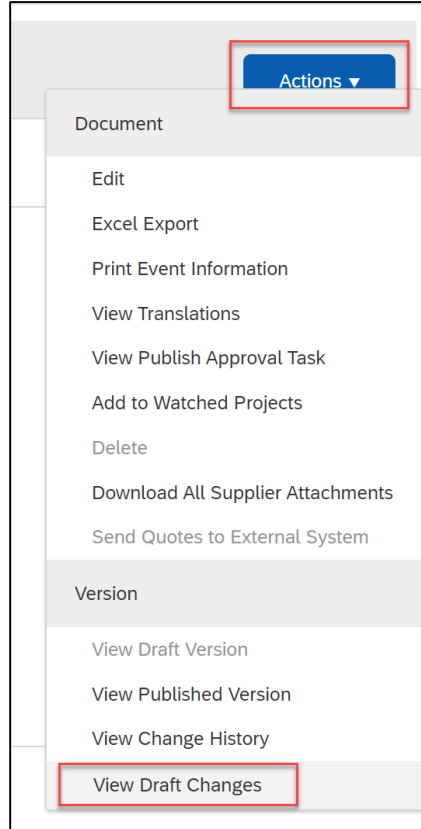 Actions ▼
Document
Edit
Excel Export
Print Event Information
View Translations
View Publish Approval Task
Add to Watched Projects
Delete
Download All Supplier Attachments
Send Quotes to External System
Version
View Draft Version
View Published Version
View Change History
View Draft Changes